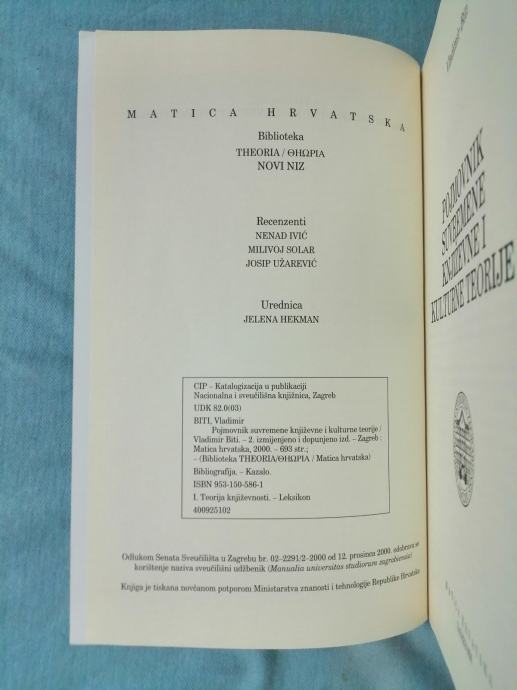 MATICA HRVATSKA
Biblioteka
THEORIA / ΘΗΩΡΙΑ
NOVI NIZ
Recenzenti
NENAD IVIĆ
MILIVOJ SOLAR
JOSIP UŽAREVIĆ
Urednica
JELENA HEKMAN
CIP – Katalogizacija u publikaciji
Nacionalna i sveučilišna knjižnica, Zagreb
UDK 82.0(03)
BITI, Vladimir
Pojmovnik suvremene književne i kulturne teorije /
Vladimir Biti. – 2. izmijenjeno i dopunjeno izd. – Zagreb :
Matica hrvatska, 2000. – 693 str.;
– (Biblioteka THEORIA/ΘΗΩΡΙΑ / Matica hrvatska)
Bibliografija. – Kazalo.
ISBN 953-150-586-1
I. Teorija književnosti. – Leksikon
400925102
Odlukom Senata Sveučilišta u Zagrebu br. 02–2291/2–2000 od 12. prosinca 2000. odobrava se
korištenje naziva sveučilišni udžbenik (Manualia universitas studiorum zagrabiensis)
Knjiga je tiskana novčanom potporom Ministarstva znanosti i tehnologije Republike Hrvatske
POJMOVNIK
SUVREMENE
KNJIŽEVNE I
KULTURNE TEORIJE